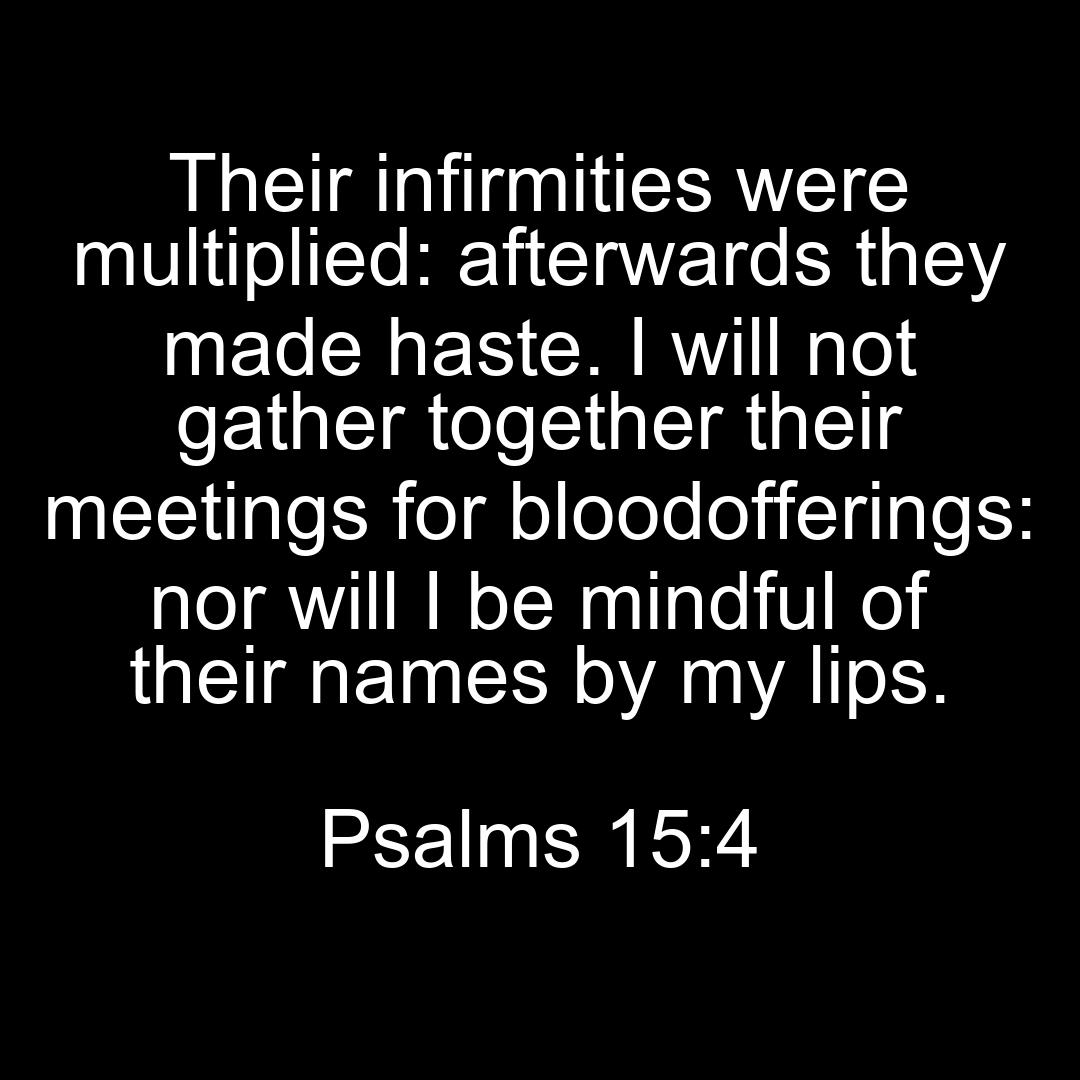 Their infirmities were
multiplied: afterwards they
made haste. I will not
gather together their
meetings for bloodofferings:
nor will I be mindful of
their names by my lips.
Psalms 15:4